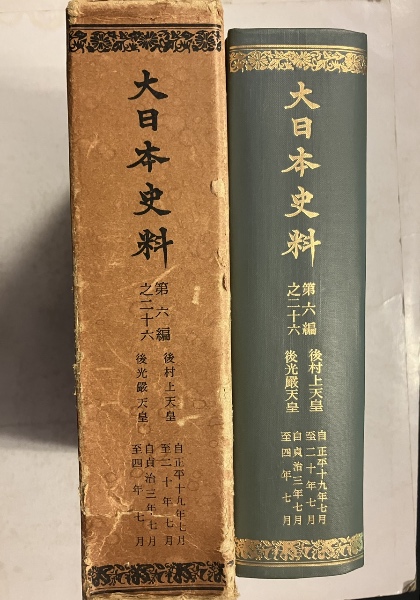 大日本史料
第六編
之二十六
後村上天皇
後光嚴天皇
自正平十九年七月
至二十年七月
自貞治三年七月
至四年七月
大日本史料
第六編
之二十六
後村上天皇
後光嚴天皇
自正平十九年七月
至二十年七月
自貞治三年七月
至四年七月